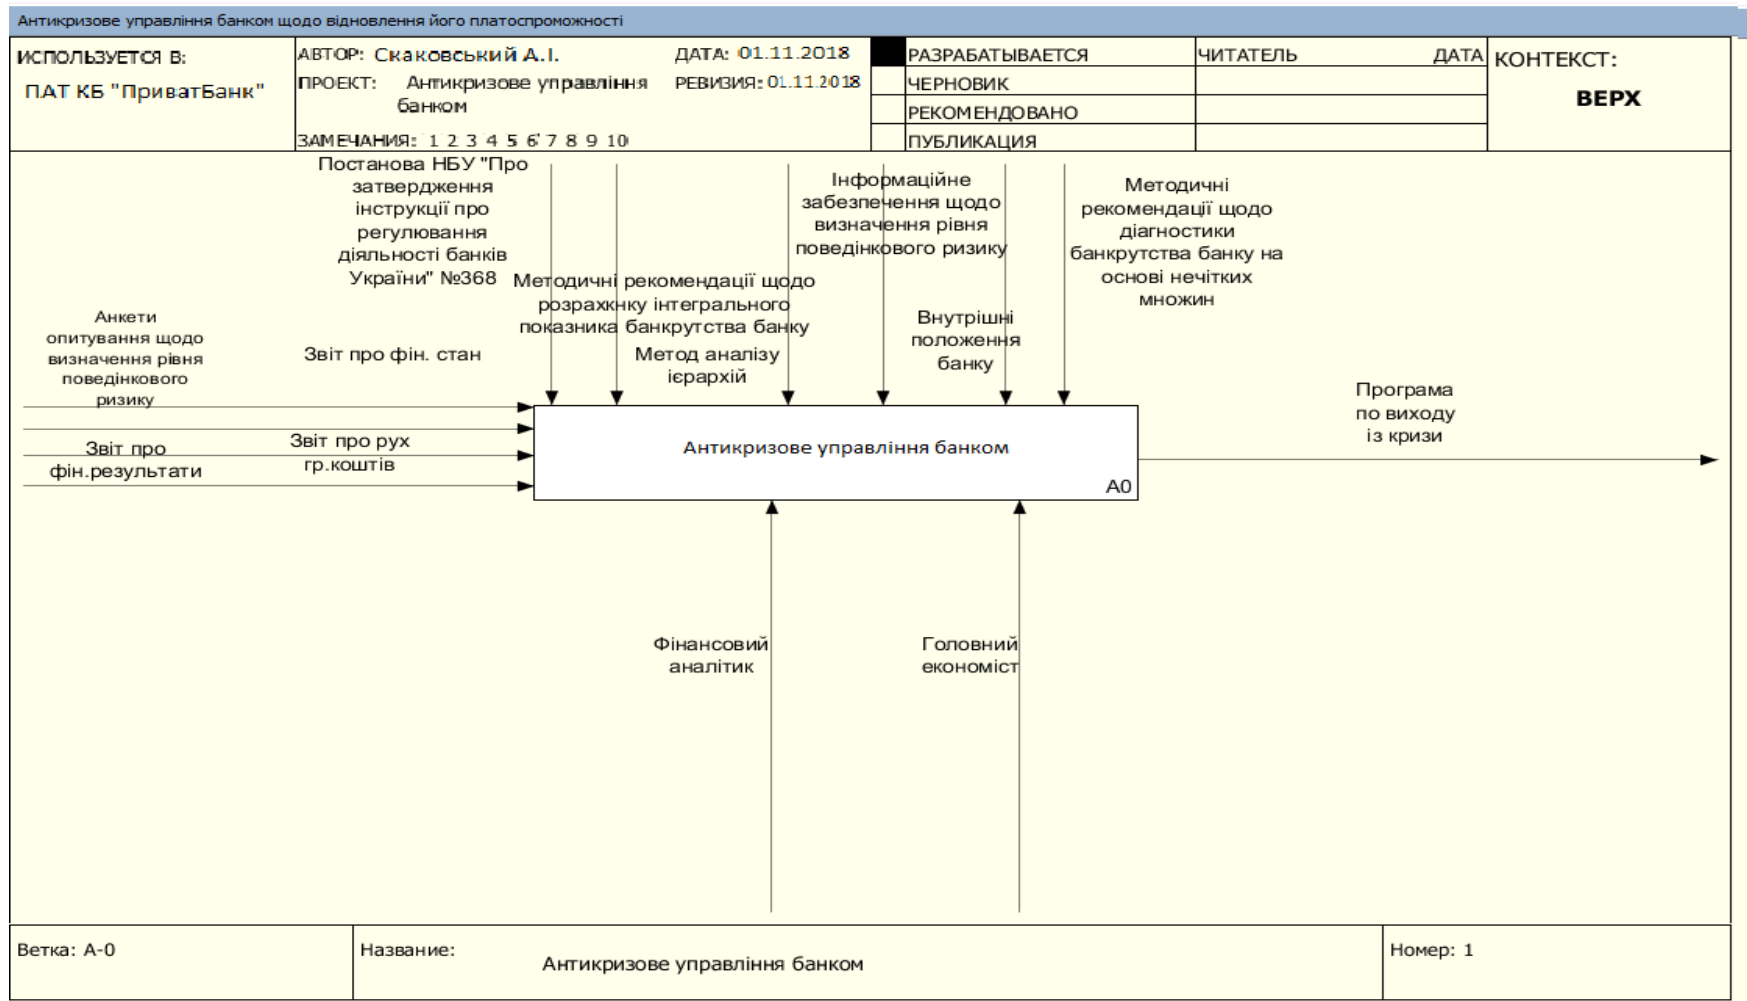 Антикризове управління банком щодо відновлення його платоспроможності
ИСПОЛЬЗУЕТСЯ В:
ПАТ КБ "ПриватБанк"
АВТОР: Скаковський А.І.
ДАТА: 01.11.2018
ПРОЕКТ: Антикризове управління
банком
РЕВИЗИЯ: 01.11.2018
ЗАМЕЧАНИЯ: 1 2 3 4 5 6 7 8 9 10
РАЗРАБАТЫВАЕТСЯ
ЧЕРНОВИК
РЕКОМЕНДОВАНО
ПУБЛИКАЦИЯ
ЧИТАТЕЛЬ
ДАТА
КОНТЕКСТ:
ВЕРХ
Постанова НБУ "Про
затвердження
інструкції про
регулювання
діяльності банків
України" №368
Методичні рекомендації щодо
розрахкнку інтегрального
показника банкрутства банку
Метод аналізу
ієрархій
Інформаційне
забезпечення щодо
визначення рівня
поведінкового ризику
Внутрішні
положення
банку
Методичні
рекомендації щодо
діагностики
банкрутства банку на
основі нечітких
множин
Анкети
опитування щодо
визначення рівня
поведінкового
ризику
Звіт про фін. стан
Звіт про
фін.результати
Звіт про рух
гр.коштів
Антикризове управління банком
A0
Програма
по виходу
із кризи
Фінансовий
аналітик
Головний
економіст
Ветка: A-0
Название:
Антикризове управління банком
Номер: 1